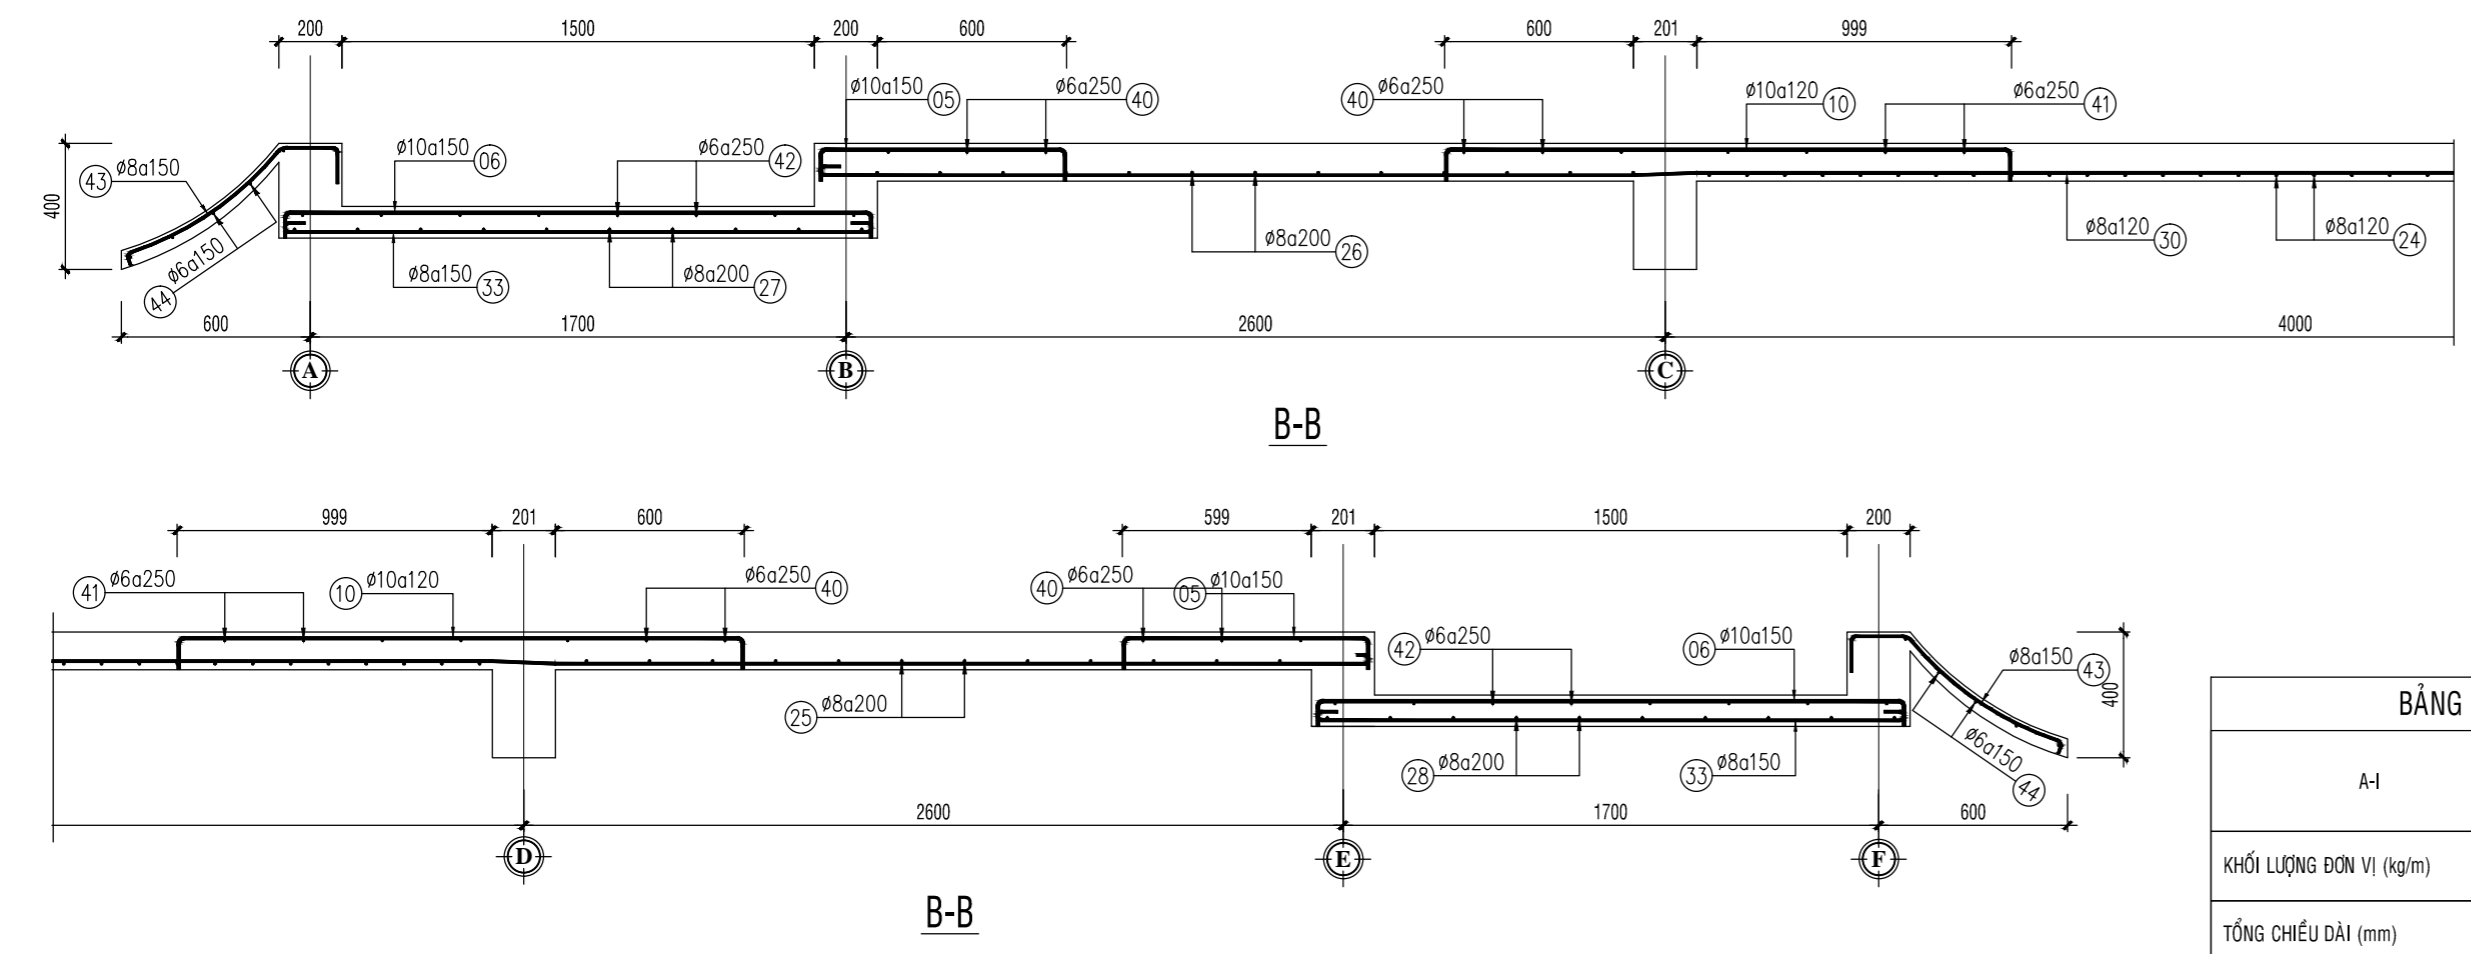 200 1500 200 600 600 201 999
ø10a150 05 ø6a250 40 40 ø6a250 ø10a120 10 ø6a250 41
43 ø8a150 ø10a150 06 ø6a250 42
400
ø6a150 44 ø8a150 33 ø8a200 27 ø8a200 26 ø8a120 30 ø8a120 24
600 1700 2600 4000
A B C
B-B
999 201 600 599 201 1500 200
41 ø6a250 10 ø10a120 ø6a250 40 40 ø6a250 05 ø10a150
42 ø6a250 06 ø10a150 ø8a150 43
400
25 ø8a200 28 ø8a200 33 ø8a150 ø6a150 44
2600 1700 600
D E F
B-B
BẢNG
A-I
KHỐI LƯỢNG ĐƠN VỊ (kg/m)
TỔNG CHIỀU DÀI (mm)